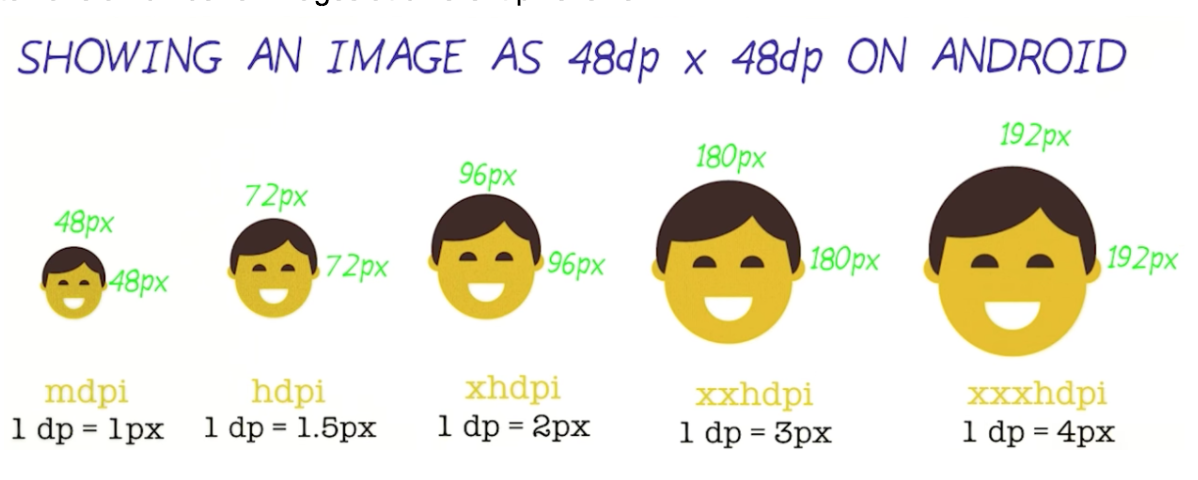 SHOWING AN IMAGE AS 48dp x 48dp ON ANDROID
48px
48px
mdpi
1 dp = 1px
72px
72px
hdpi
1 dp = 1.5px
96px
96px
xhdpi
1 dp = 2px
180px
180px
xxhdpi
1 dp = 3px
192px
192px
xxxhdpi
1 dp = 4px